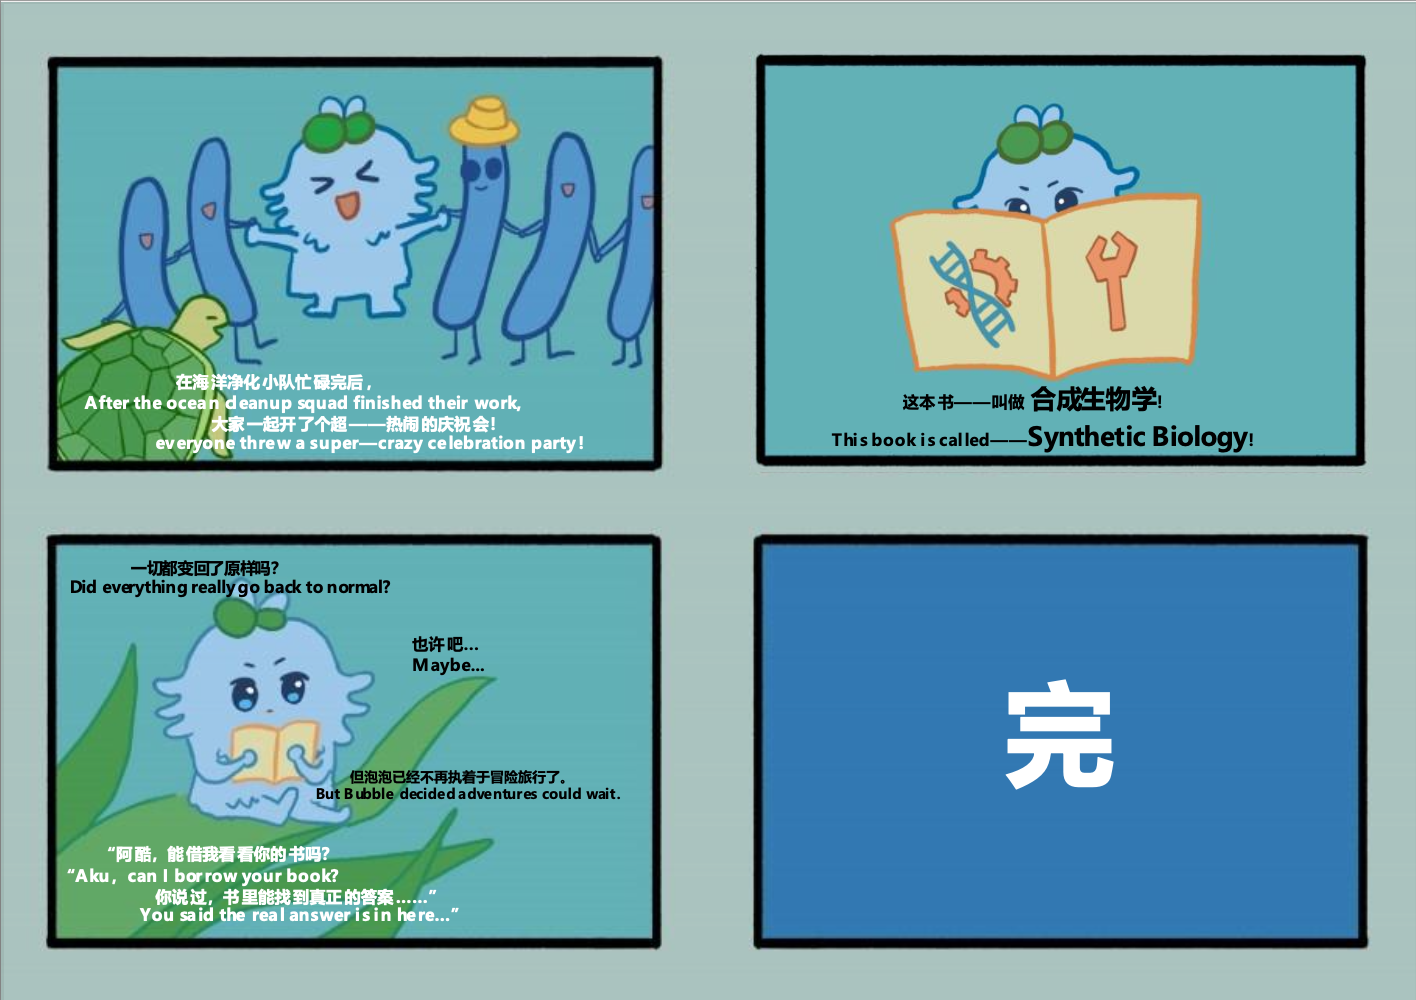 在海洋净化小队忙碌完后，
After the ocean cleanup squad finished their work,
大家一起开了个超——热闹的庆祝会！
everyone threw a super—crazy celebration party!
这本书——叫做 合成生物学！
This book is called——Synthetic Biology!
一切都变回了原样吗？
Did everything really go back to normal?
也许吧...
Maybe...
但泡泡已经不再执着于冒险旅行了。
But Bubble decided adventures could wait.
“阿酷，能借我看看你的书吗？
“Aku，can I borrow your book?
你说过，书里能找到真正的答案......”
You said the real answer is in here...”
完